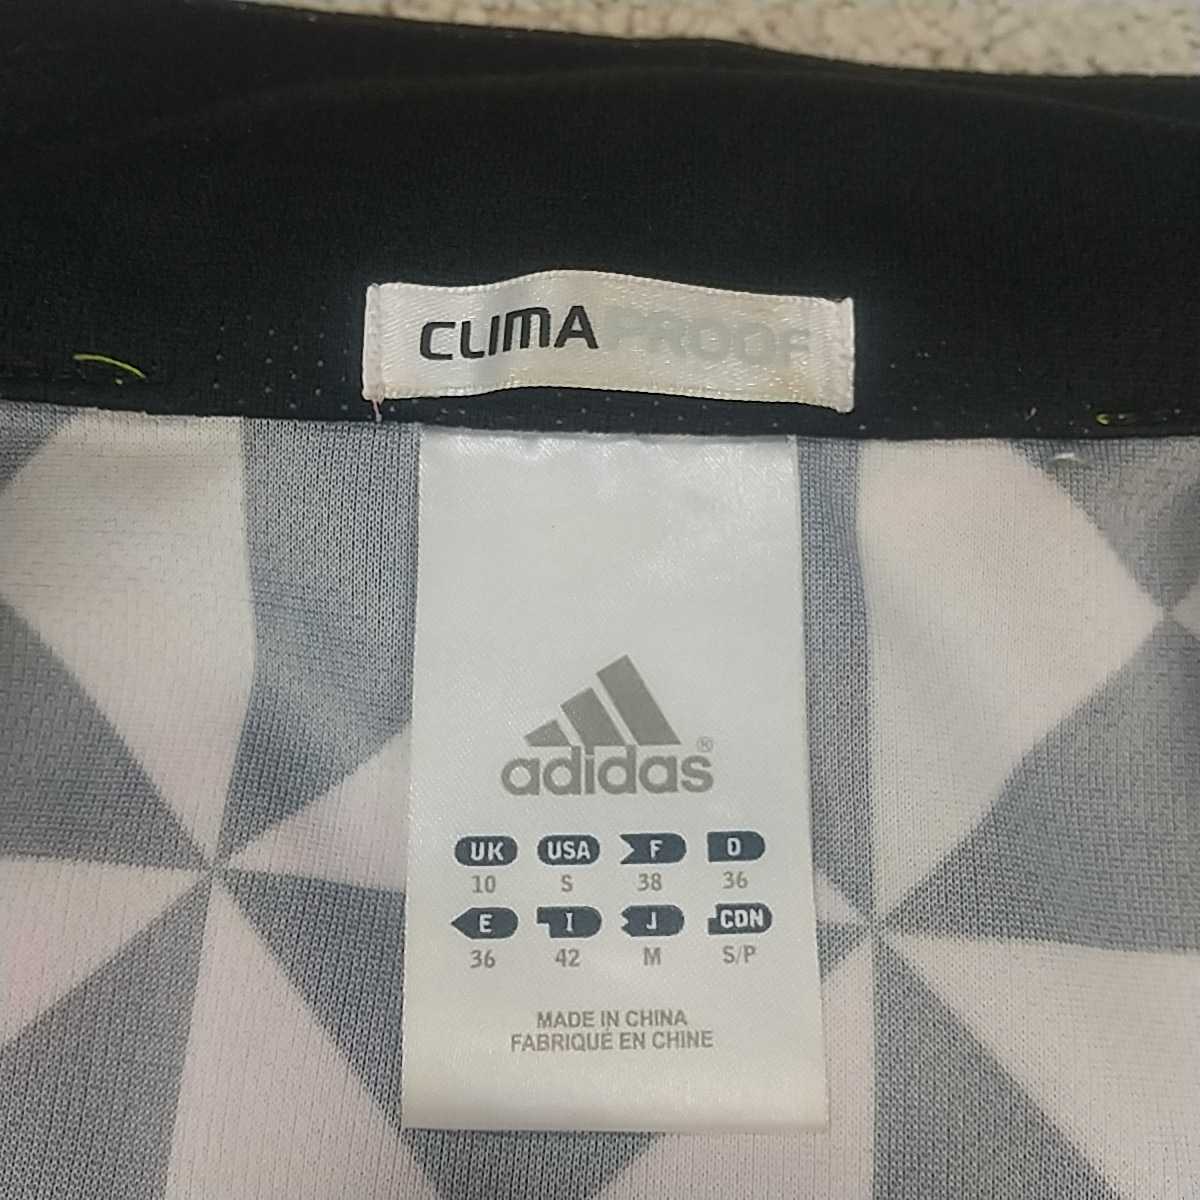 CLIMAPROOF
adidas®
UK USA F D
10 S 38 36
E I J CDN
36 42 M S/P
MADE IN CHINA
FABRIQUÉ EN CHINE